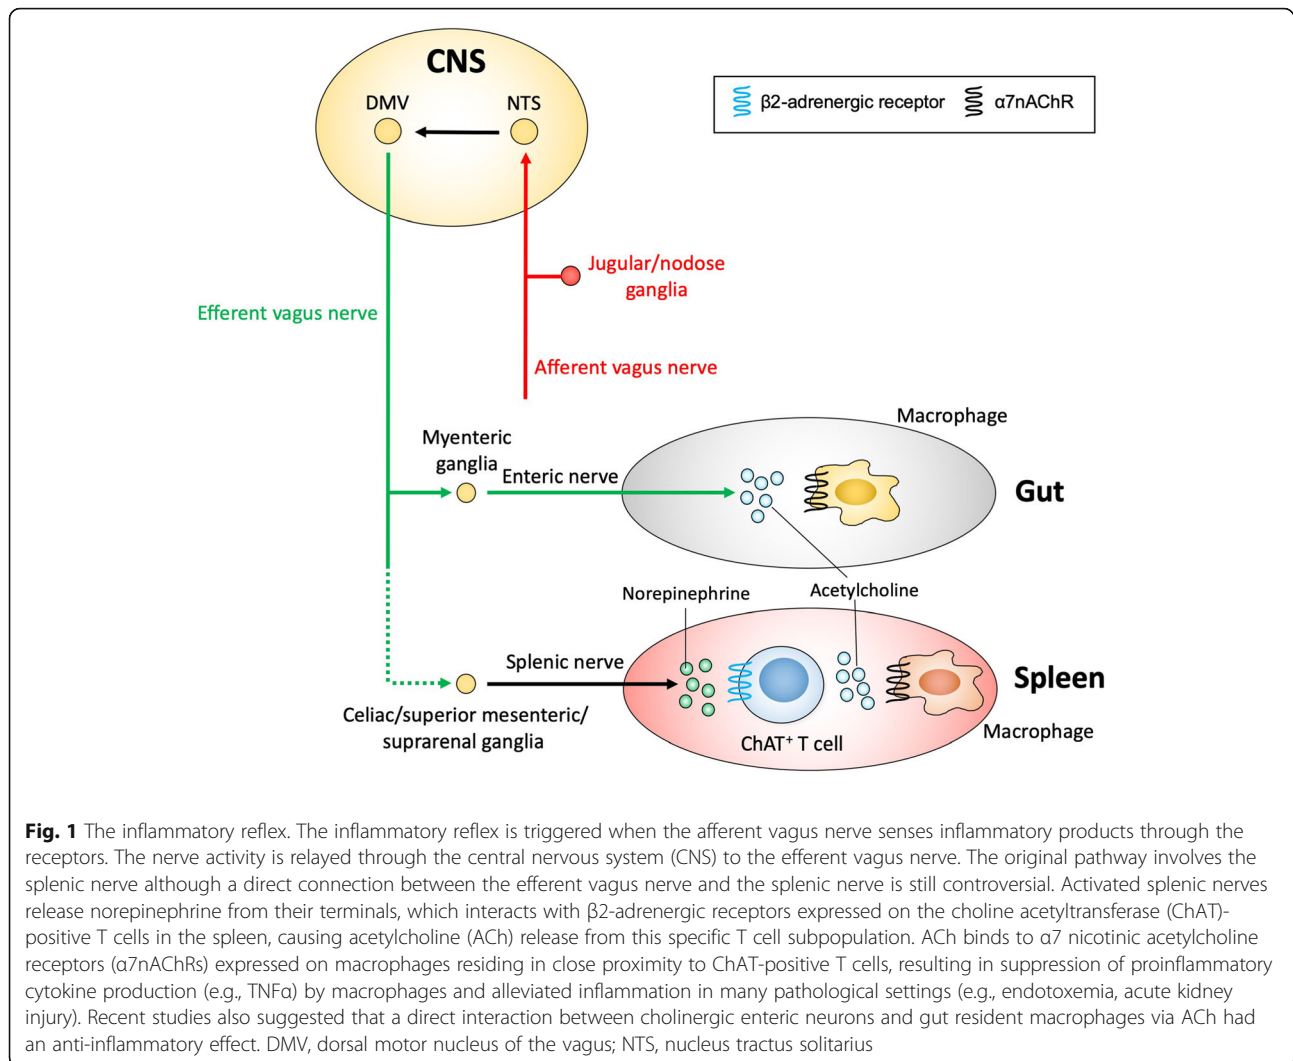 CNS
DMV
NTS
β2-adrenergic receptor
α7nAChR
Jugular/nodose
ganglia
Efferent vagus nerve
Afferent vagus nerve
Macrophage
Myenteric
ganglia
Enteric nerve
Gut
Norepinephrine
Acetylcholine
Splenic nerve
Spleen
Celiac/superior mesenteric/
suprarenal ganglia
ChAT+ T cell
Macrophage
Fig. 1 The inflammatory reflex. The inflammatory reflex is triggered when the afferent vagus nerve senses inflammatory products through the
receptors. The nerve activity is relayed through the central nervous system (CNS) to the efferent vagus nerve. The original pathway involves the
splenic nerve although a direct connection between the efferent vagus nerve and the splenic nerve is still controversial. Activated splenic nerves
release norepinephrine from their terminals, which interacts with β2-adrenergic receptors expressed on the choline acetyltransferase (ChAT)-
positive T cells in the spleen, causing acetylcholine (ACh) release from this specific T cell subpopulation. ACh binds to α7 nicotinic acetylcholine
receptors (α7nAChRs) expressed on macrophages residing in close proximity to ChAT-positive T cells, resulting in suppression of proinflammatory
cytokine production (e.g., TNFα) by macrophages and alleviated inflammation in many pathological settings (e.g., endotoxemia, acute kidney
injury). Recent studies also suggested that a direct interaction between cholinergic enteric neurons and gut resident macrophages via ACh had
an anti-inflammatory effect. DMV, dorsal motor nucleus of the vagus; NTS, nucleus tractus solitarius